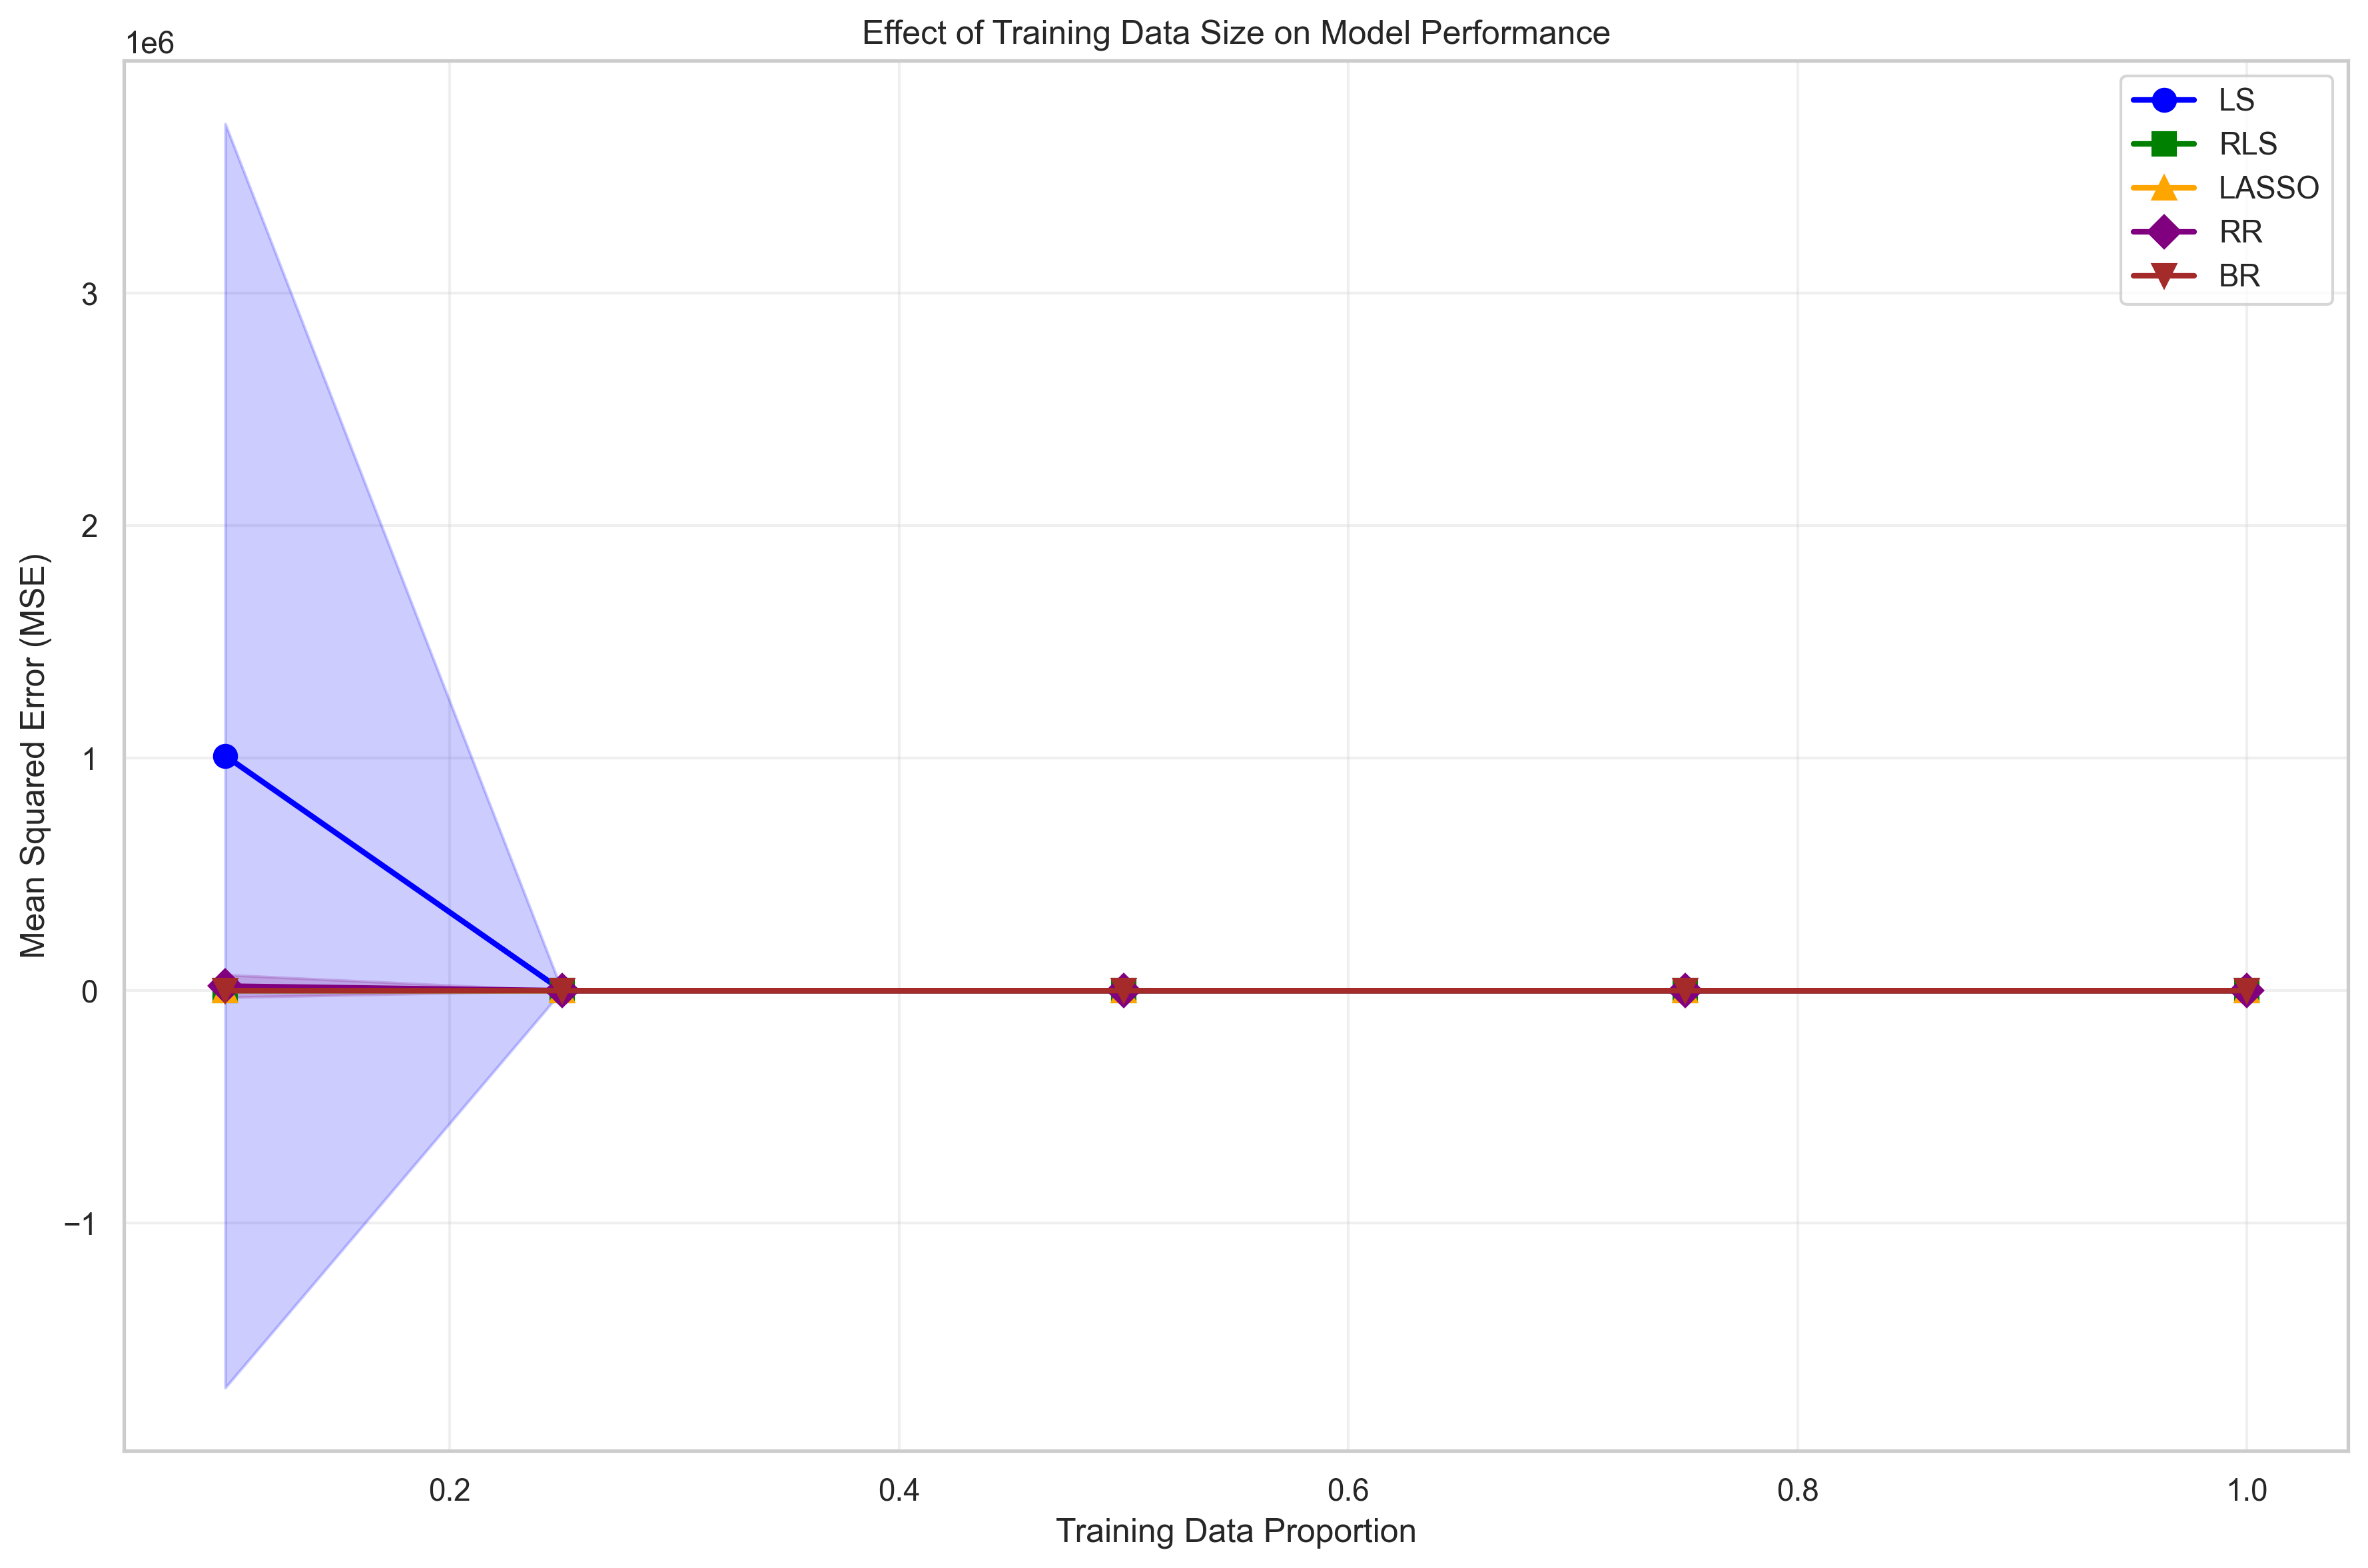 Effect of Training Data Size on Model Performance
1e6
LS
RLS
LASSO
RR
BR
3
2
1
0
−1
Mean Squared Error (MSE)
0.2 0.4 0.6 0.8 1.0
Training Data Proportion